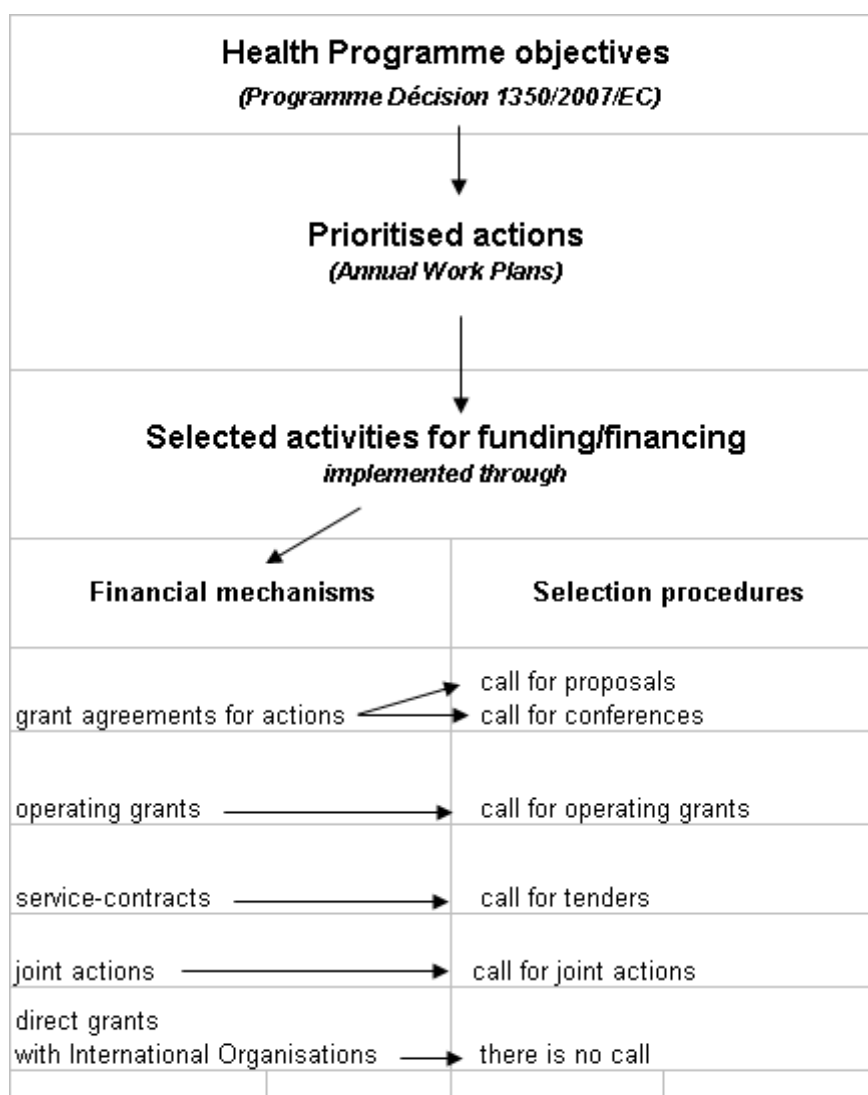 Health Programme objectives
(Programme Décision 1350/2007/EC)
Prioritised actions
(Annual Work Plans)
Selected activities for funding/financing
implemented through
Financial mechanisms
Selection procedures
grant agreements for actions
call for proposals
call for conferences
operating grants
call for operating grants
service-contracts
call for tenders
joint actions
call for joint actions
direct grants
with International Organisations
there is no call